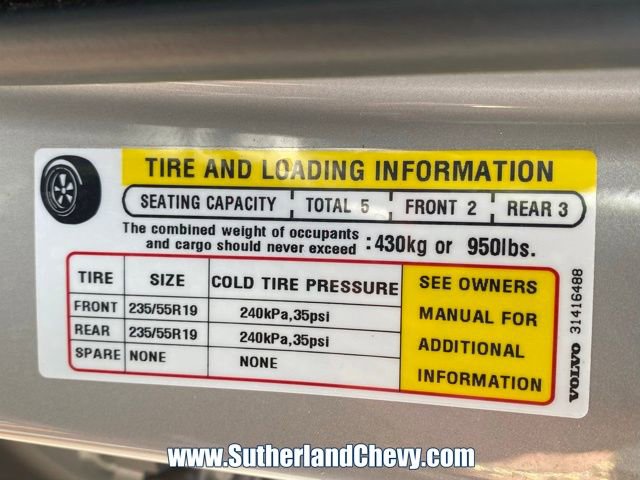 TIRE AND LOADING INFORMATION
SEATING CAPACITY TOTAL 5 FRONT 2 REAR 3
The combined weight of occupants
and cargo should never exceed : 430kg or 950lbs.
TIRE SIZE COLD TIRE PRESSURE
FRONT 235/55R19 240kPa,35psi
REAR 235/55R19 240kPa,35psi
SPARE NONE NONE
SEE OWNERS
MANUAL FOR
ADDITIONAL
INFORMATION
VOLVO 31416488
www.SutherlandChevy.com